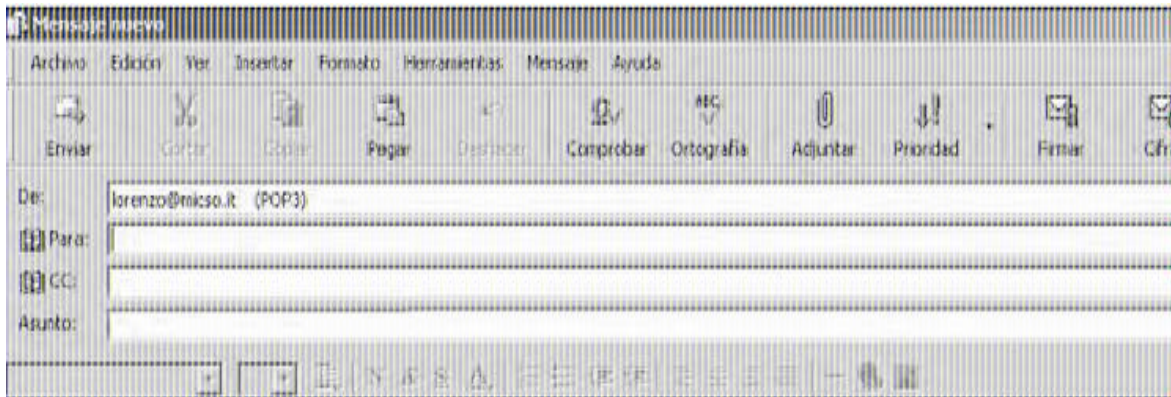 Mensaje nuevo
Archivo Edición Ver Insertar Formato Herramientas Mensaje Ayuda
Enviar Cortar Copiar Pegar Deshacer Comprobar Ortografía Adjuntar Prioridad Firmar Cifr
De: lorenzo@micso.it (POP3)
Para:
CC:
Asunto: